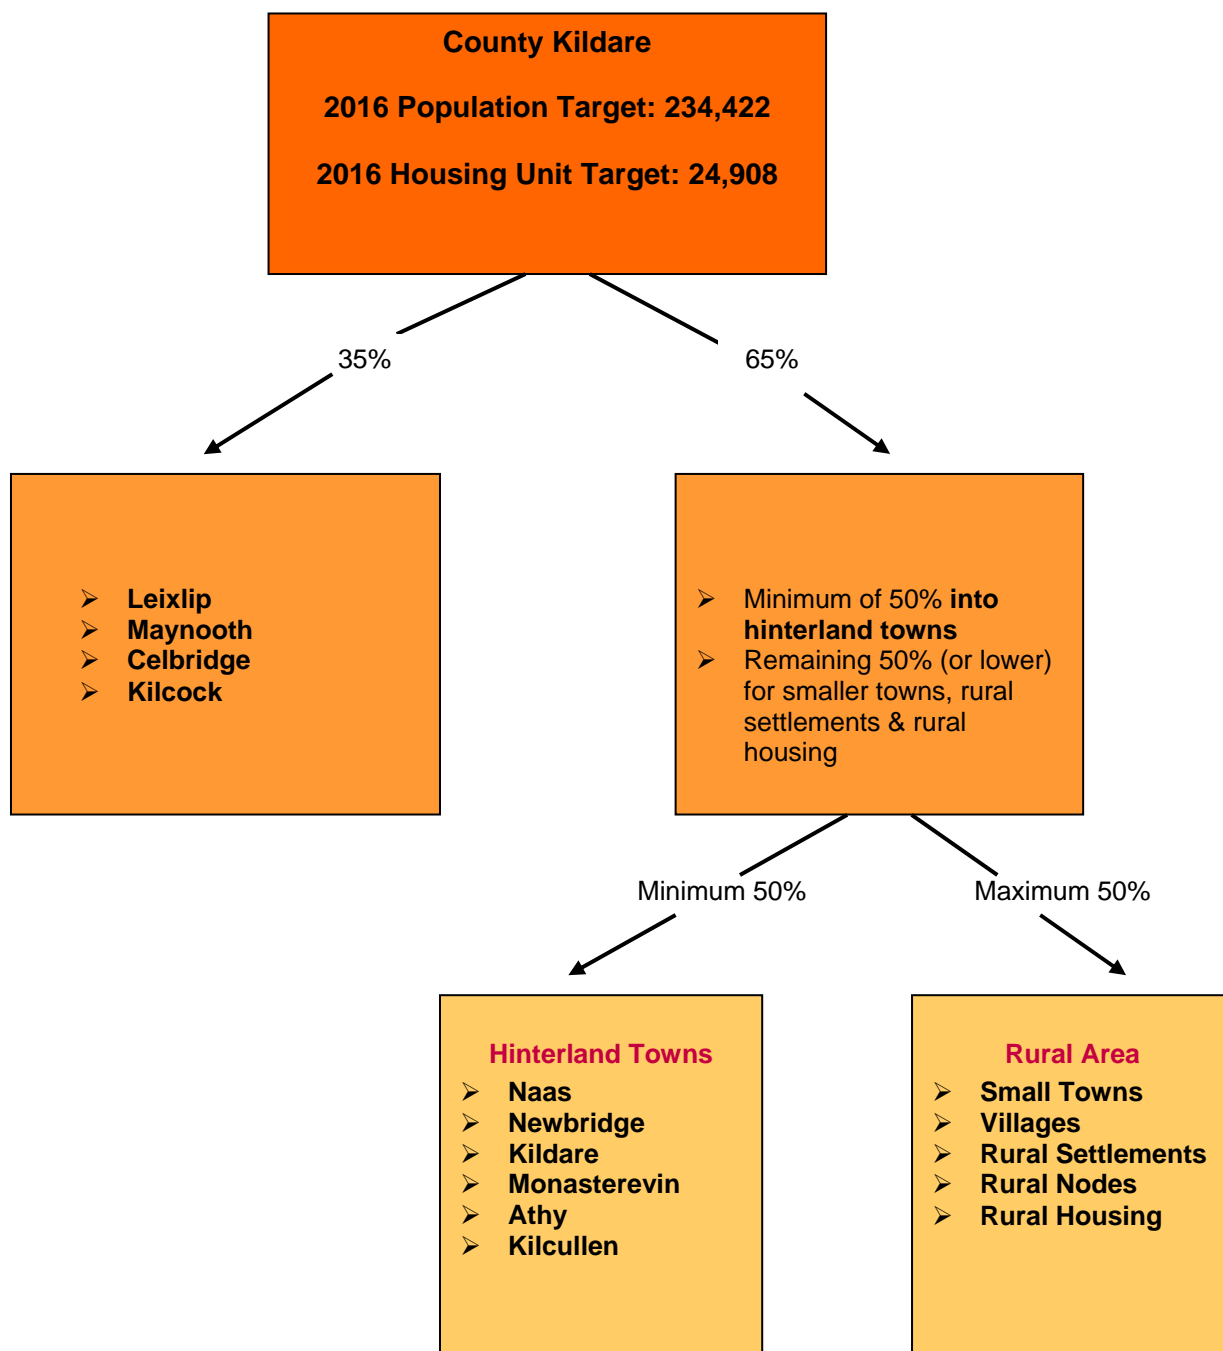 County Kildare
2016 Population Target: 234,422
2016 Housing Unit Target: 24,908
35%
65%
➢ Leixlip
➢ Maynooth
➢ Celbridge
➢ Kilcock
➢ Minimum of 50% into
hinterland towns
➢ Remaining 50% (or lower)
for smaller towns, rural
settlements & rural
housing
Minimum 50%
Maximum 50%
Hinterland Towns
➢ Naas
➢ Newbridge
➢ Kildare
➢ Monasterevin
➢ Athy
➢ Kilcullen
Rural Area
➢ Small Towns
➢ Villages
➢ Rural Settlements
➢ Rural Nodes
➢ Rural Housing